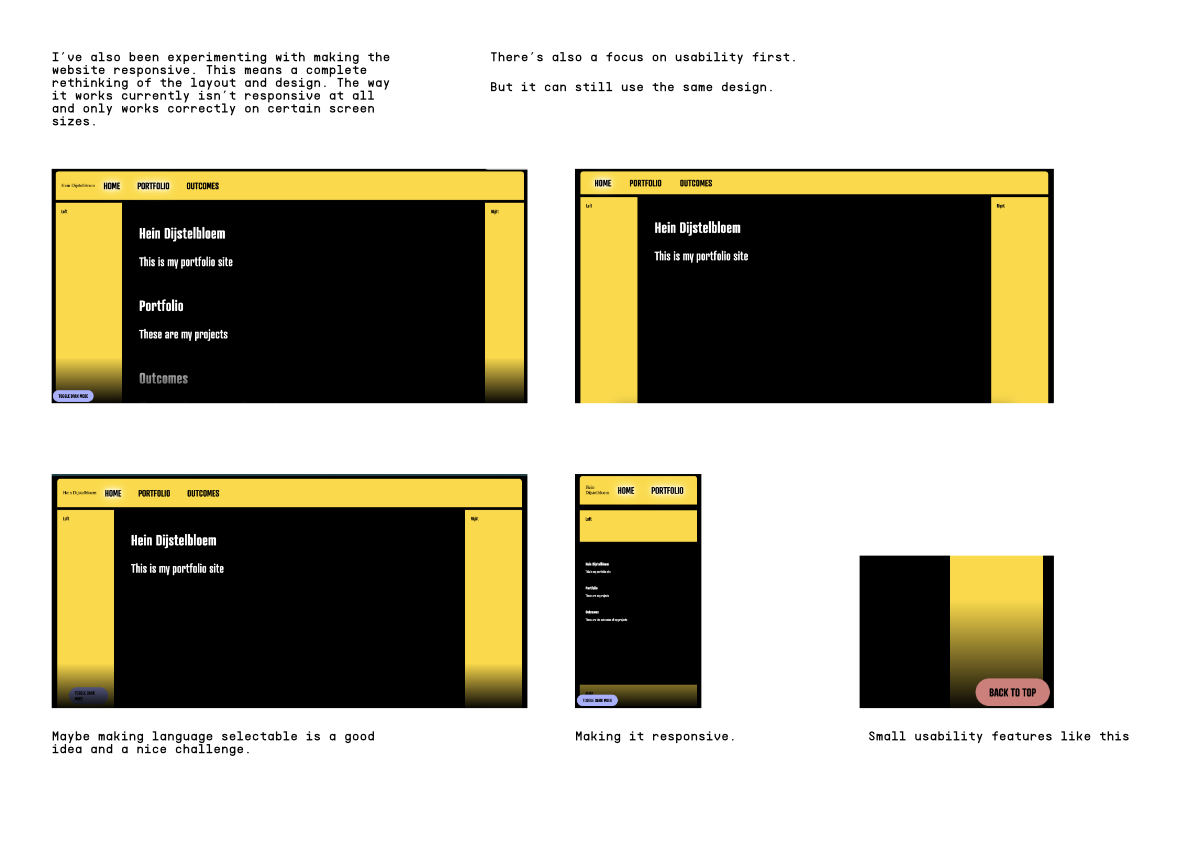 I've also been experimenting with making the
website responsive. This means a complete
rethinking of the layout and design. The way
it works currently isn't responsive at all
and only works correctly on certain screen
sizes.
There's also a focus on usability first.
But it can still use the same design.
Hein Dijstelbloem HOME PORTFOLIO OUTCOMES
Left
Right
Hein Dijstelbloem
This is my portfolio site
Portfolio
These are my projects
Outcomes
TOGGLE DARK MODE
HOME PORTFOLIO OUTCOMES
Left
Right
Hein Dijstelbloem
This is my portfolio site
Hein Dijstelbloem HOME PORTFOLIO OUTCOMES
Left
Right
Hein Dijstelbloem
This is my portfolio site
TOGGLE DARK
MODE
Hein
Dijstelbloem HOME PORTFOLIO
Left
Hein Dijstelbloem
This is my portfolio site
Portfolio
These are my projects
Outcomes
These are the outcomes of my projects
TOGGLE DARK MODE
BACK TO TOP
Maybe making language selectable is a good
idea and a nice challenge.
Making it responsive.
Small usability features like this